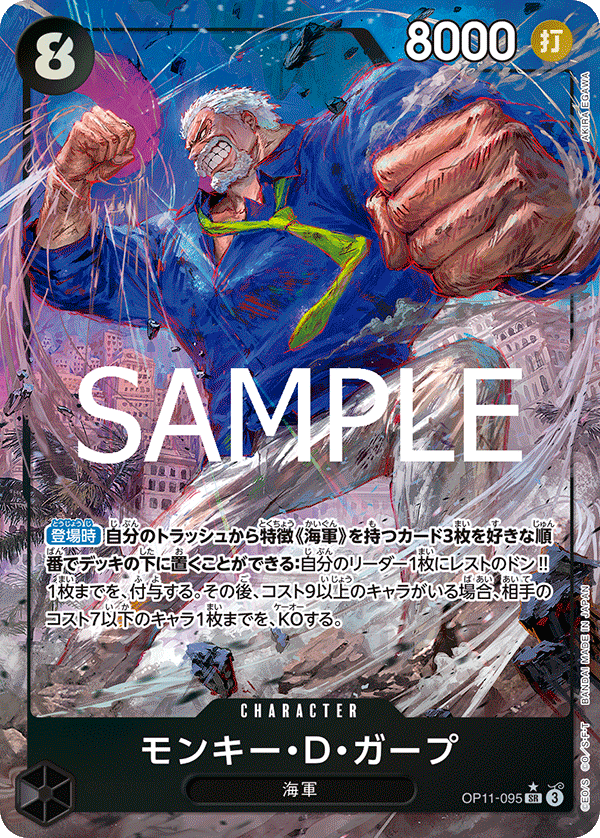 8
8000
打
AKIRA EGAWA
SAMPLE
登場時 自分のトラッシュから特徴《海軍》を持つカード3枚を好きな順
番でデッキの下に置くことができる:自分のリーダー1枚にレストのドン!!
1枚までを、付与する。その後、コスト9以上のキャラがいる場合、相手の
コスト7以下のキャラ1枚までを、KOする。
CHARACTER
モンキー・D・ガープ
海軍
OP11-095 SR 3
©E.O./S. ©O./S・F・T BANDAI MADE IN JAPAN